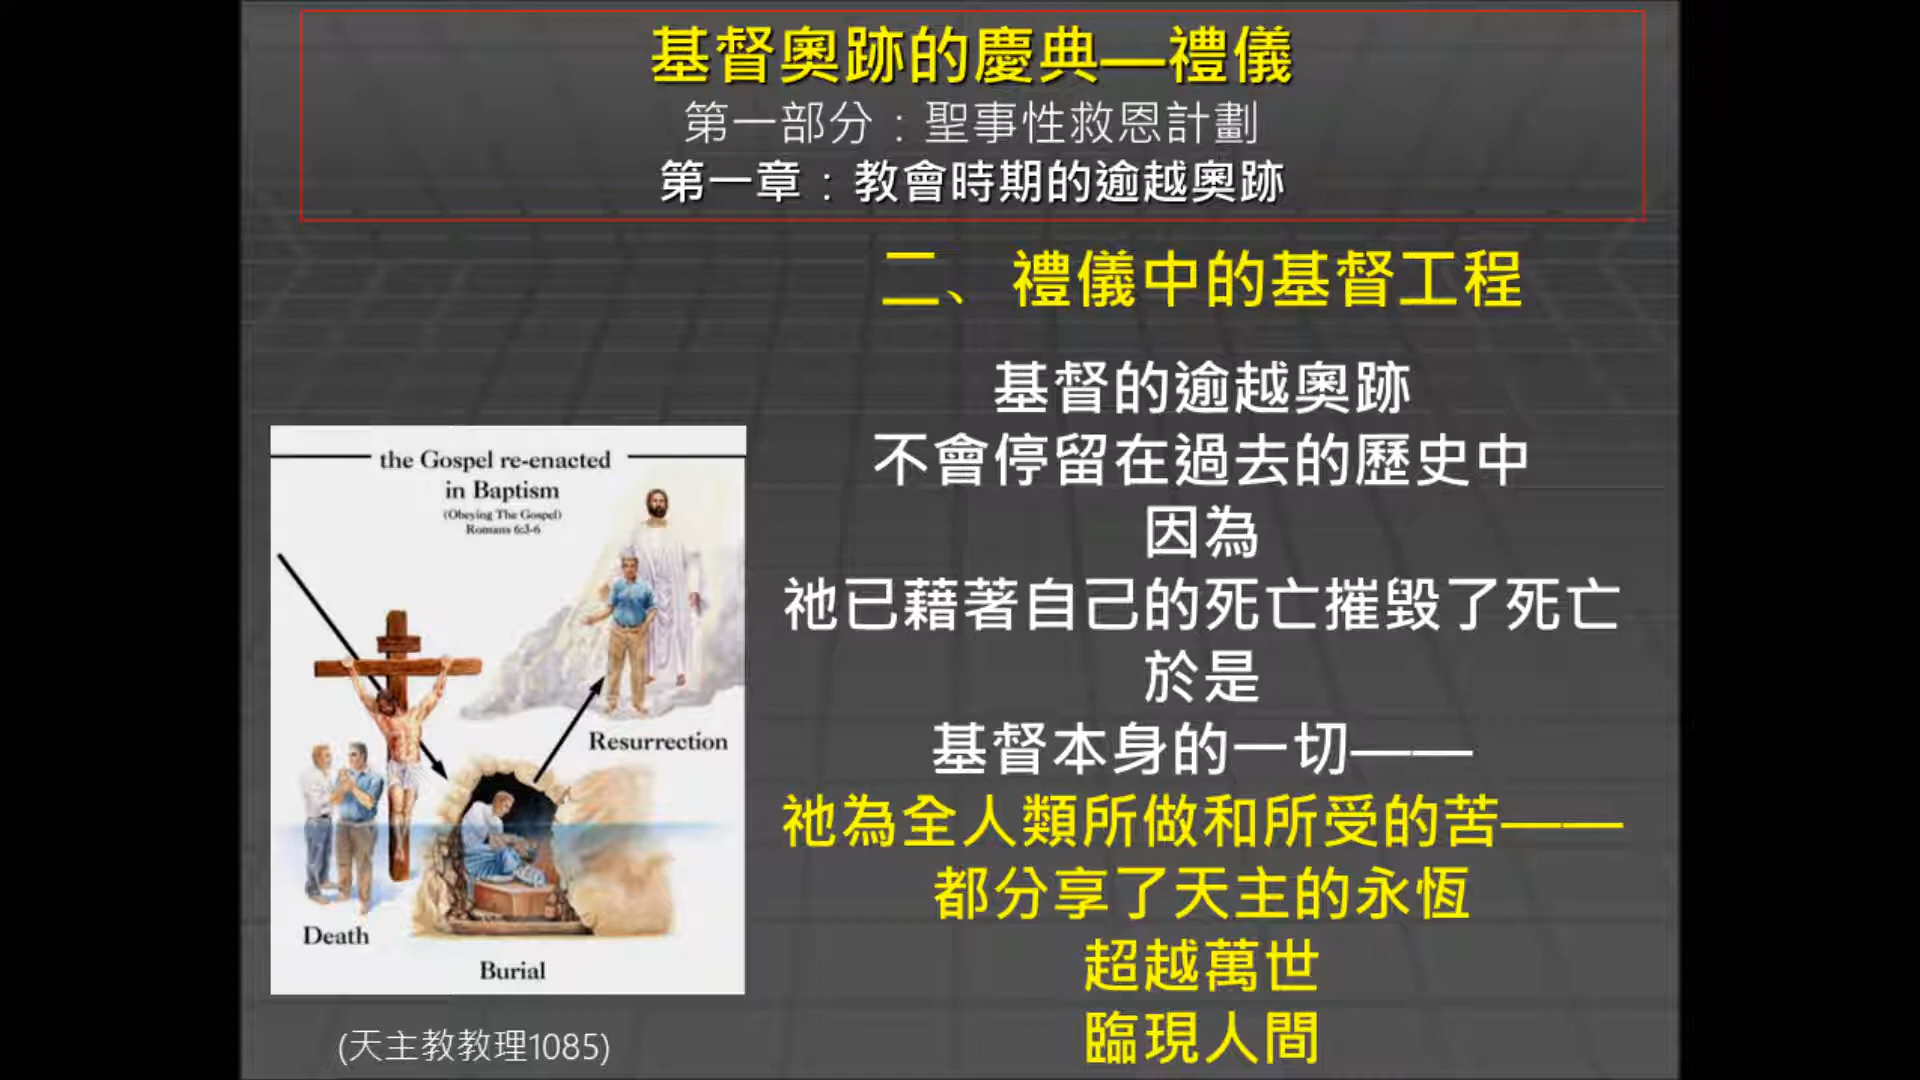 基督奧跡的慶典—禮儀
第一部分：聖事性救恩計劃
第一章：教會時期的逾越奧跡
二、禮儀中的基督工程
基督的逾越奧跡
不會停留在過去的歷史中
因為
祂已藉著自己的死亡摧毀了死亡
於是
基督本身的一切——
祂為全人類所做和所受的苦——
都分享了天主的永恆
超越萬世
臨現人間
the Gospel re-enacted
in Baptism
(Obeying The Gospel)
Romans 6:3-6
Resurrection
Death
Burial
(天主教教理1085)